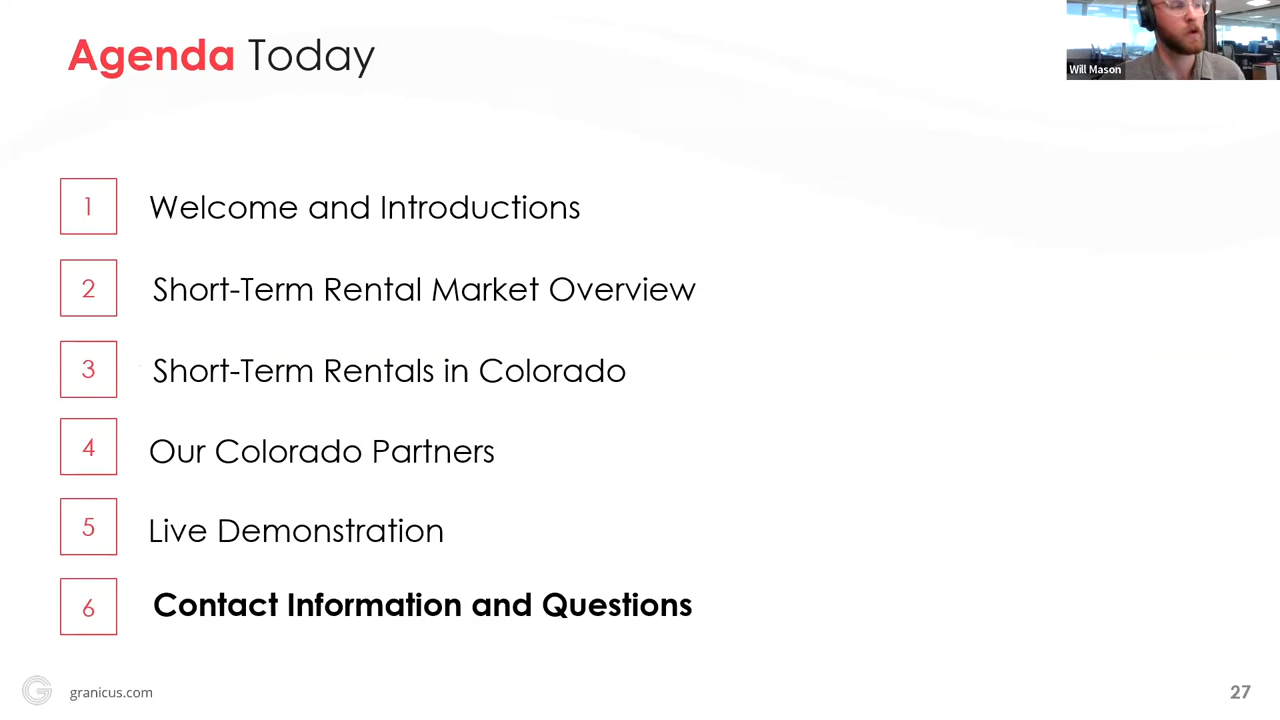 Agenda Today
Will Mason
1 Welcome and Introductions
2 Short-Term Rental Market Overview
3 Short-Term Rentals in Colorado
4 Our Colorado Partners
5 Live Demonstration
6 Contact Information and Questions
granicus.com
27